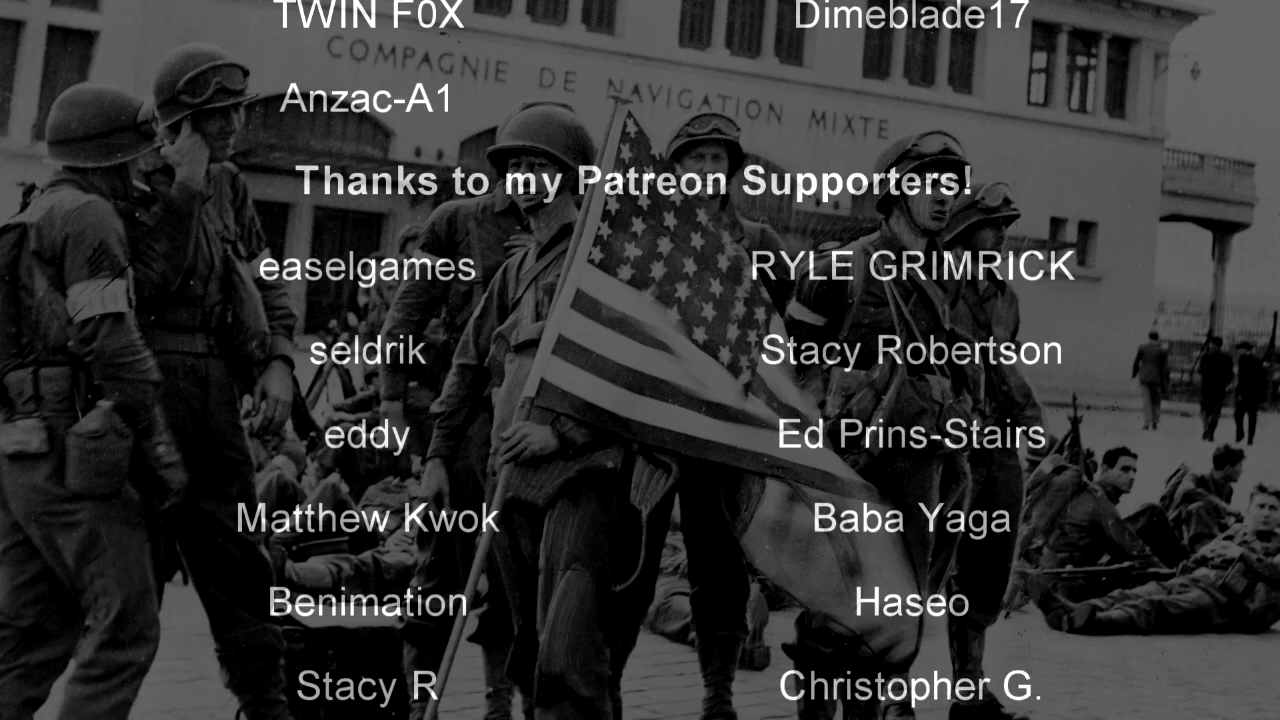 TWIN F0X
Dimeblade17
COMPAGNIE DE NAVIGATION MIXTE
Anzac-A1
Thanks to my Patreon Supporters!
easelgames
RYLE GRIMRICK
seldrik
Stacy Robertson
eddy
Ed Prins-Stairs
Matthew Kwok
Baba Yaga
Benimation
Haseo
Stacy R
Christopher G.